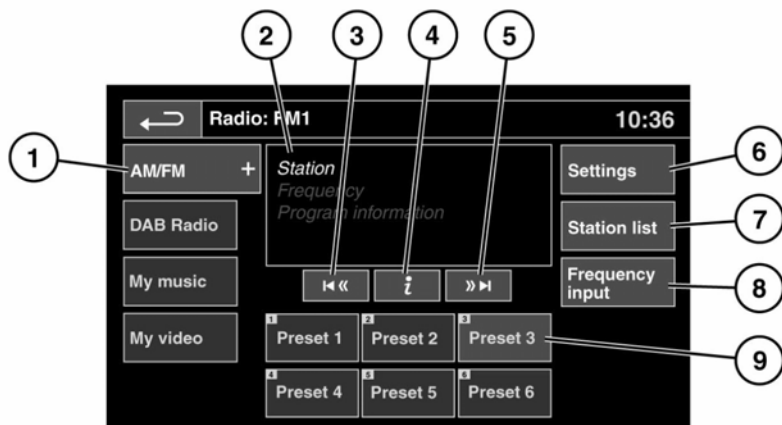 2 3 4 5
Radio: FM1 10:36
1
AM/FM +
Station
Frequency
Program information
Settings
6
DAB Radio
Station list
7
My music
i
Frequency
input
8
My video
1 Preset 1
2 Preset 2
3 Preset 3
9
4 Preset 4
5 Preset 5
6 Preset 6